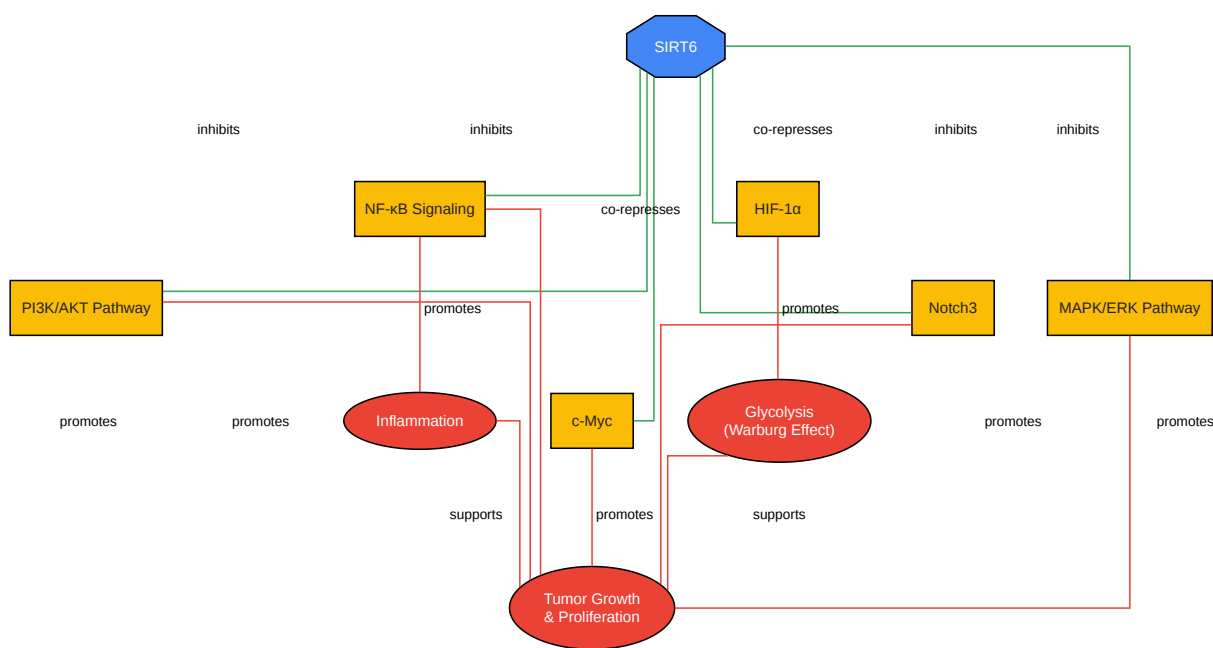 SIRT6
inhibits
inhibits
co-represses
inhibits
inhibits
NF-κB Signaling
co-represses
HIF-1α
PI3K/AKT Pathway
promotes
promotes
Notch3
MAPK/ERK Pathway
promotes
promotes
Inflammation
c-Myc
Glycolysis
(Warburg Effect)
promotes
promotes
supports
promotes
supports
Tumor Growth
& Proliferation